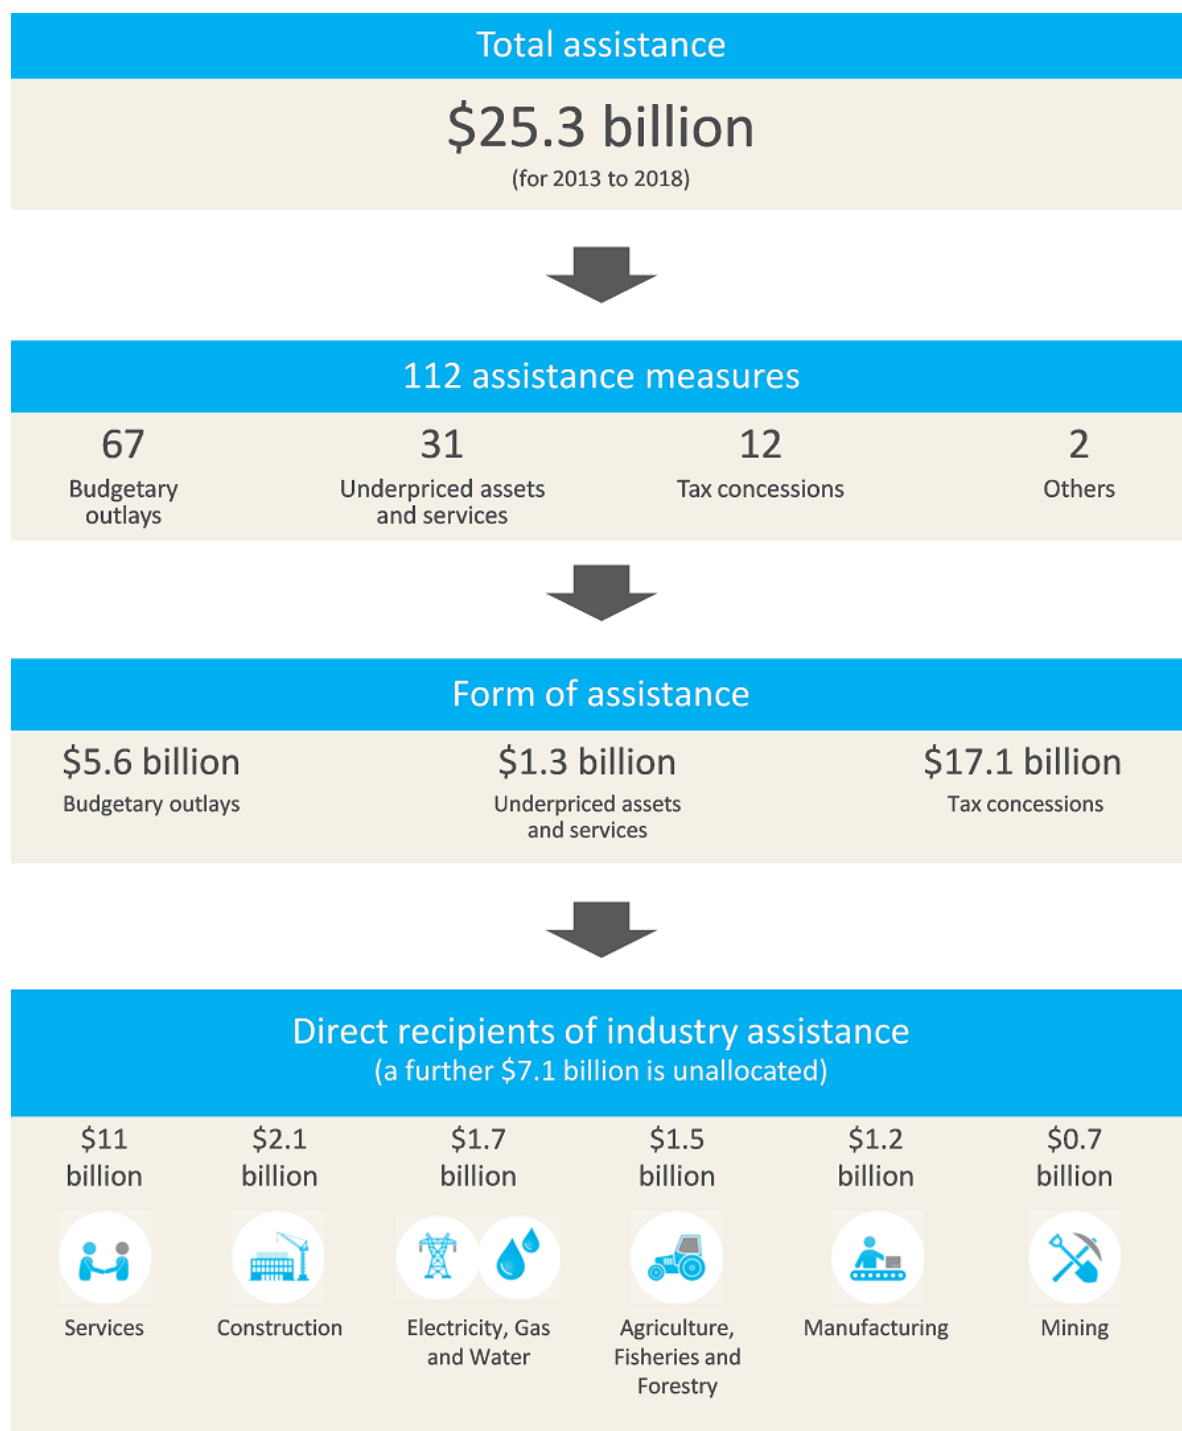 Total assistance
$25.3 billion
(for 2013 to 2018)
112 assistance measures
67
Budgetary
outlays
31
Underpriced assets
and services
12
Tax concessions
2
Others
Form of assistance
$5.6 billion
Budgetary outlays
$1.3 billion
Underpriced assets
and services
$17.1 billion
Tax concessions
Direct recipients of industry assistance
(a further $7.1 billion is unallocated)
$11
billion
Services
$2.1
billion
Construction
$1.7
billion
Electricity, Gas
and Water
$1.5
billion
Agriculture,
Fisheries and
Forestry
$1.2
billion
Manufacturing
$0.7
billion
Mining